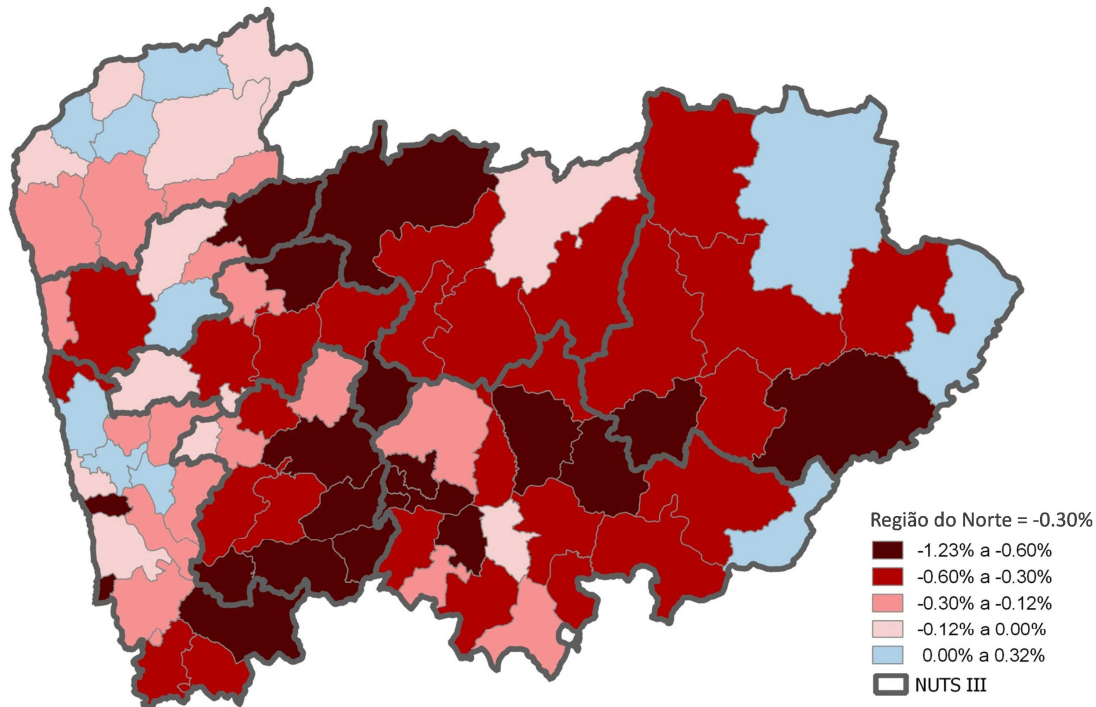 Região do Norte = -0.30%
-1.23% a -0.60%
-0.60% a -0.30%
-0.30% a -0.12%
-0.12% a 0.00%
0.00% a 0.32%
NUTS III